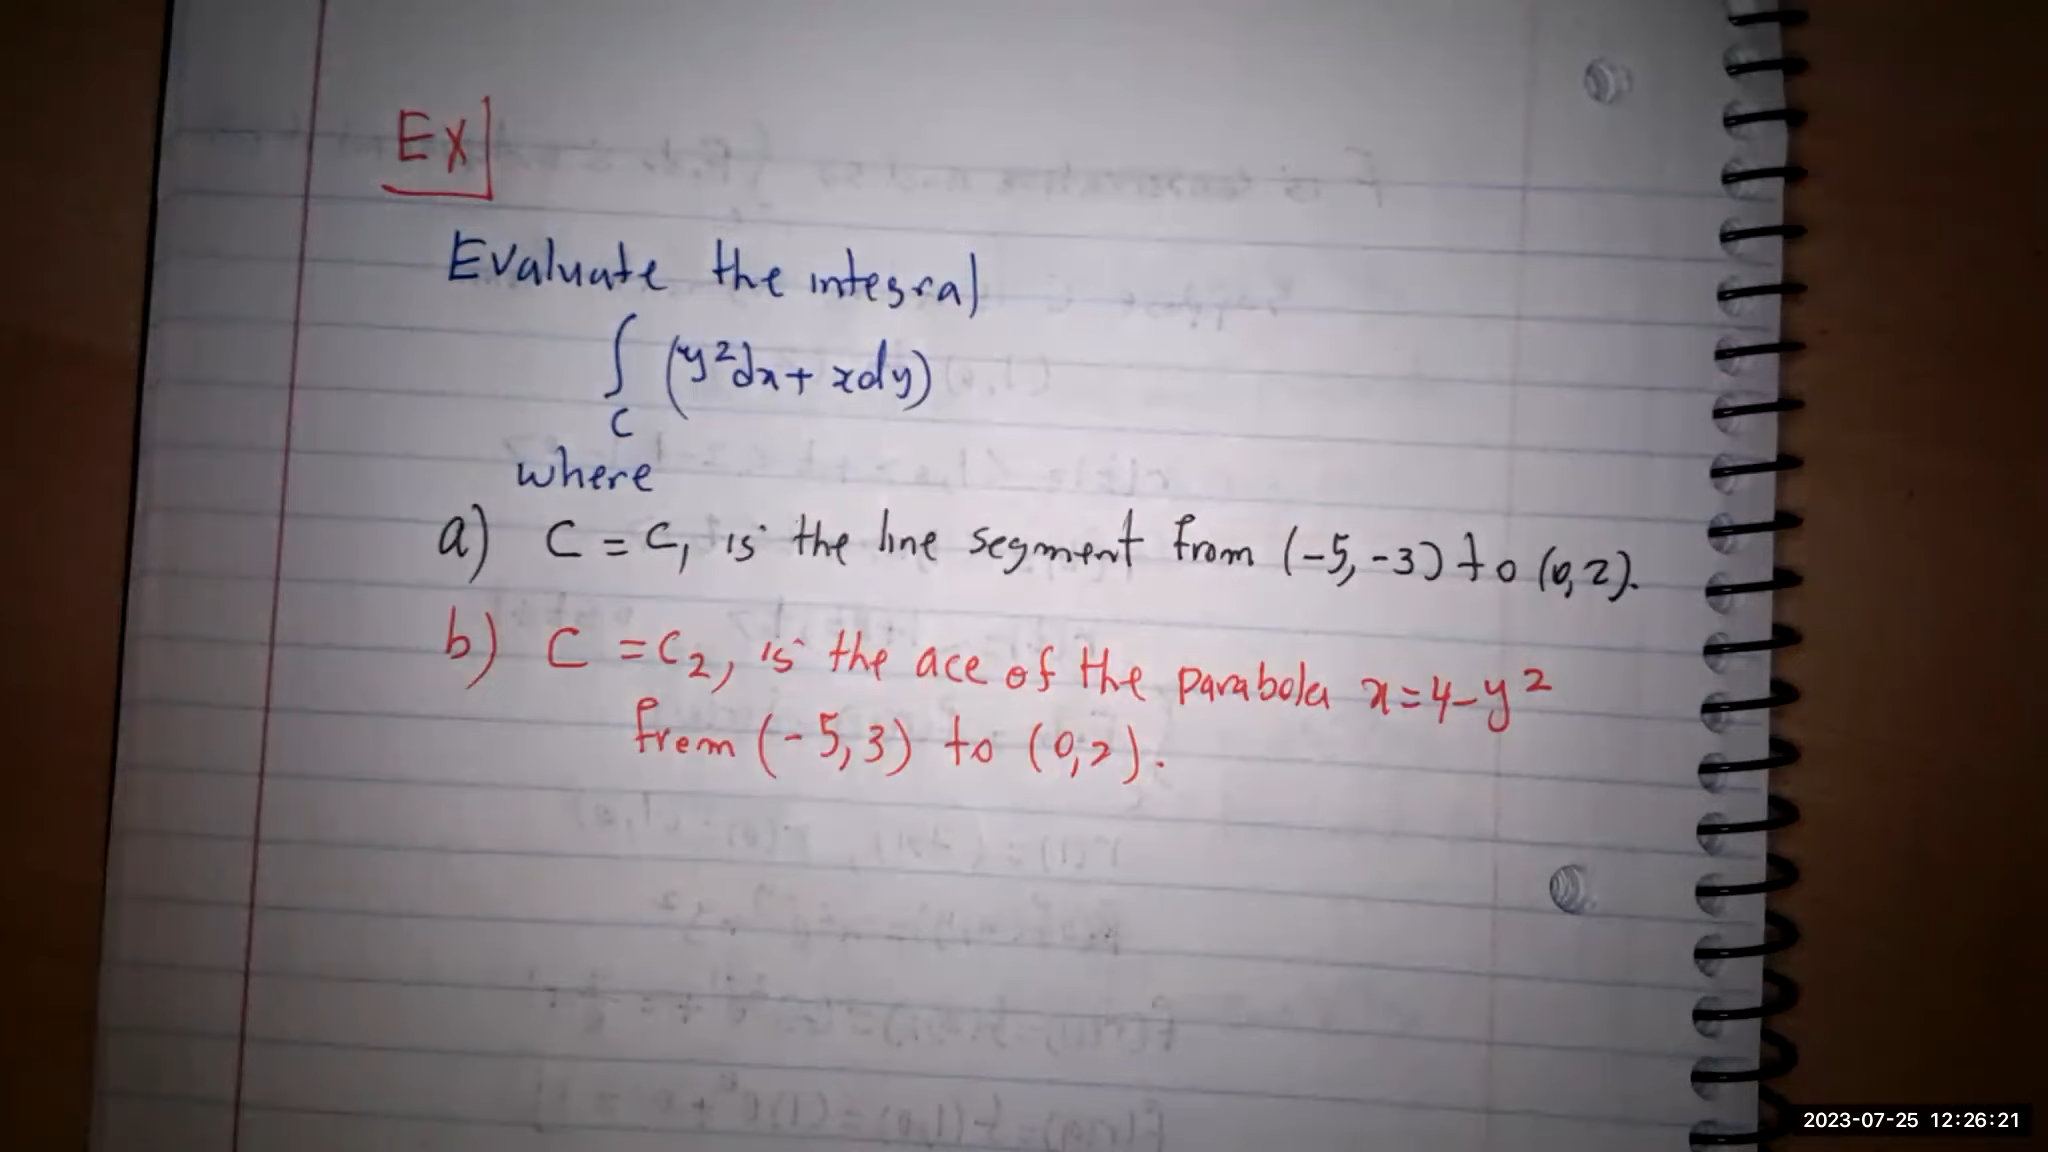 Ex
Evaluate the integral
∫ (y²dx + xdy)
C
where
a) C = C₁ is the line segment from (-5, -3) to (0, 2).
b) C = C₂, is the ace of the parabola x = 4 - y²
from (-5, 3) to (0, 2).
2023-07-25 12:26:21